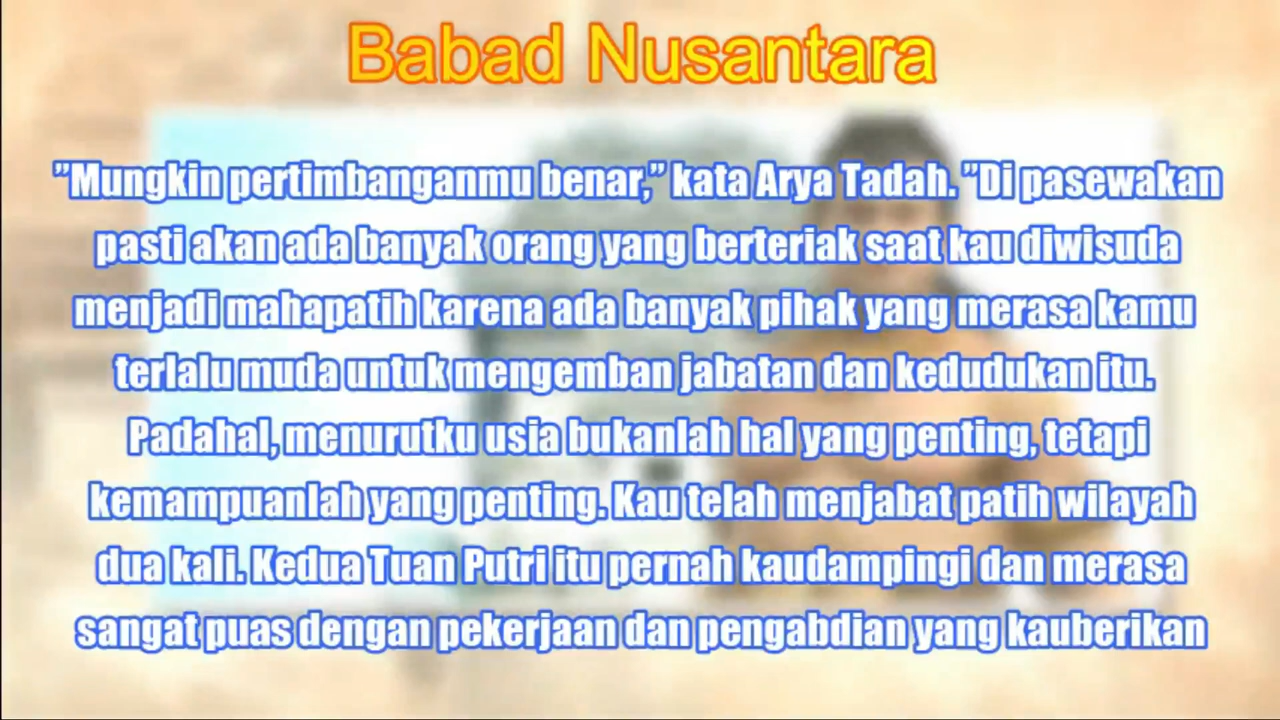 Babad Nusantara
”Mungkin pertimbanganmu benar,” kata Arya Tadah. ”Di pasewakan
pasti akan ada banyak orang yang berteriak saat kau diwisuda
menjadi mahapatih karena ada banyak pihak yang merasa kamu
terlalu muda untuk mengemban jabatan dan kedudukan itu.
Padahal, menurutku usia bukanlah hal yang penting, tetapi
kemampuanlah yang penting. Kau telah menjabat patih wilayah
dua kali. Kedua Tuan Putri itu pernah kaudampingi dan merasa
sangat puas dengan pekerjaan dan pengabdian yang kauberikan